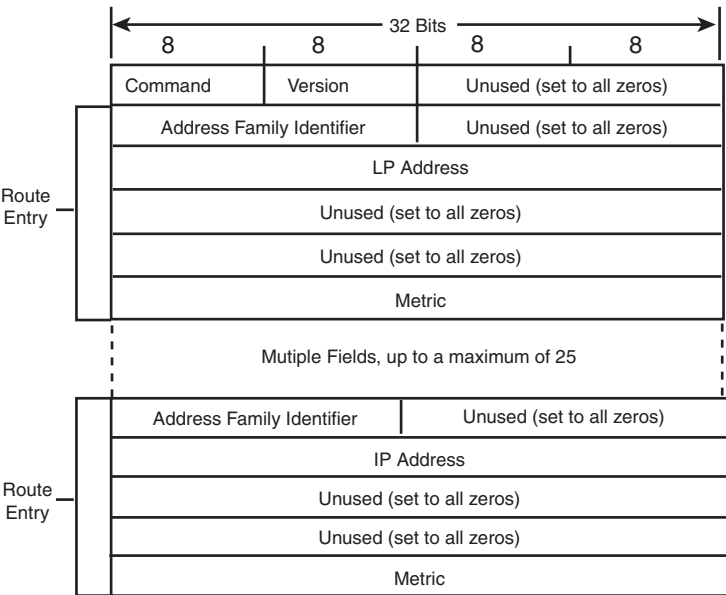 32 Bits
8 8 8 8
Command Version Unused (set to all zeros)
Address Family Identifier Unused (set to all zeros)
LP Address
Route
Entry
Unused (set to all zeros)
Unused (set to all zeros)
Metric
Mutiple Fields, up to a maximum of 25
Address Family Identifier Unused (set to all zeros)
IP Address
Route
Entry
Unused (set to all zeros)
Unused (set to all zeros)
Metric